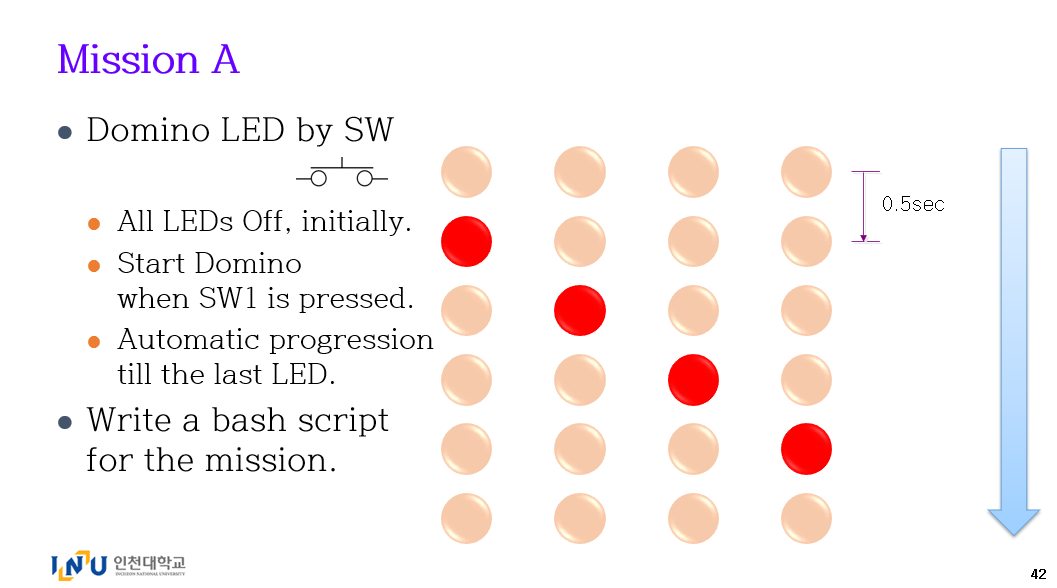 Mission A
Domino LED by SW
All LEDs Off, initially.
Start Domino
when SW1 is pressed.
Automatic progression
till the last LED.
Write a bash script
for the mission.
0.5sec
INU 인천대학교
INCHEON NATIONAL UNIVERSITY
42